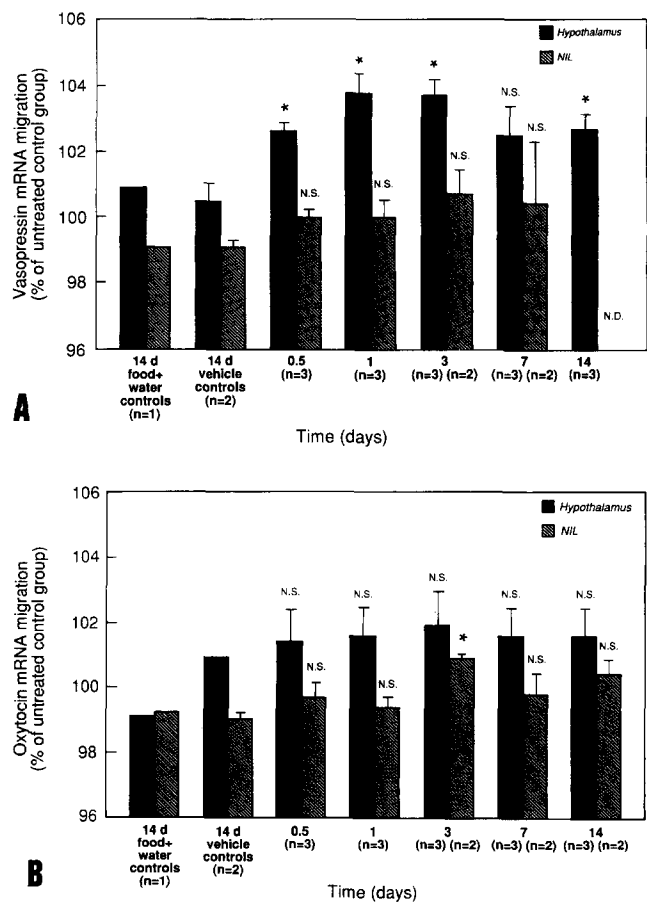 Vasopressin mRNA migration
(% of untreated control group)
106
104
102
100
98
96
Hypothalamus
NIL
*
N.S.
*
N.S.
*
N.S.
N.S.
N.S.
*
N.D.
14 d
food+
water
controls
(n=1)
14 d
vehicle
controls
(n=2)
0.5
(n=3)
1
(n=3)
3
(n=3) (n=2)
7
(n=3) (n=2)
14
(n=3)
Time (days)
A
Oxytocin mRNA migration
(% of untreated control group)
106
104
102
100
98
96
Hypothalamus
NIL
N.S.
N.S.
N.S.
N.S.
N.S.
*
N.S.
N.S.
N.S.
N.S.
14 d
food+
water
controls
(n=1)
14 d
vehicle
controls
(n=2)
0.5
(n=3)
1
(n=3)
3
(n=3) (n=2)
7
(n=3) (n=2)
14
(n=3) (n=2)
Time (days)
B